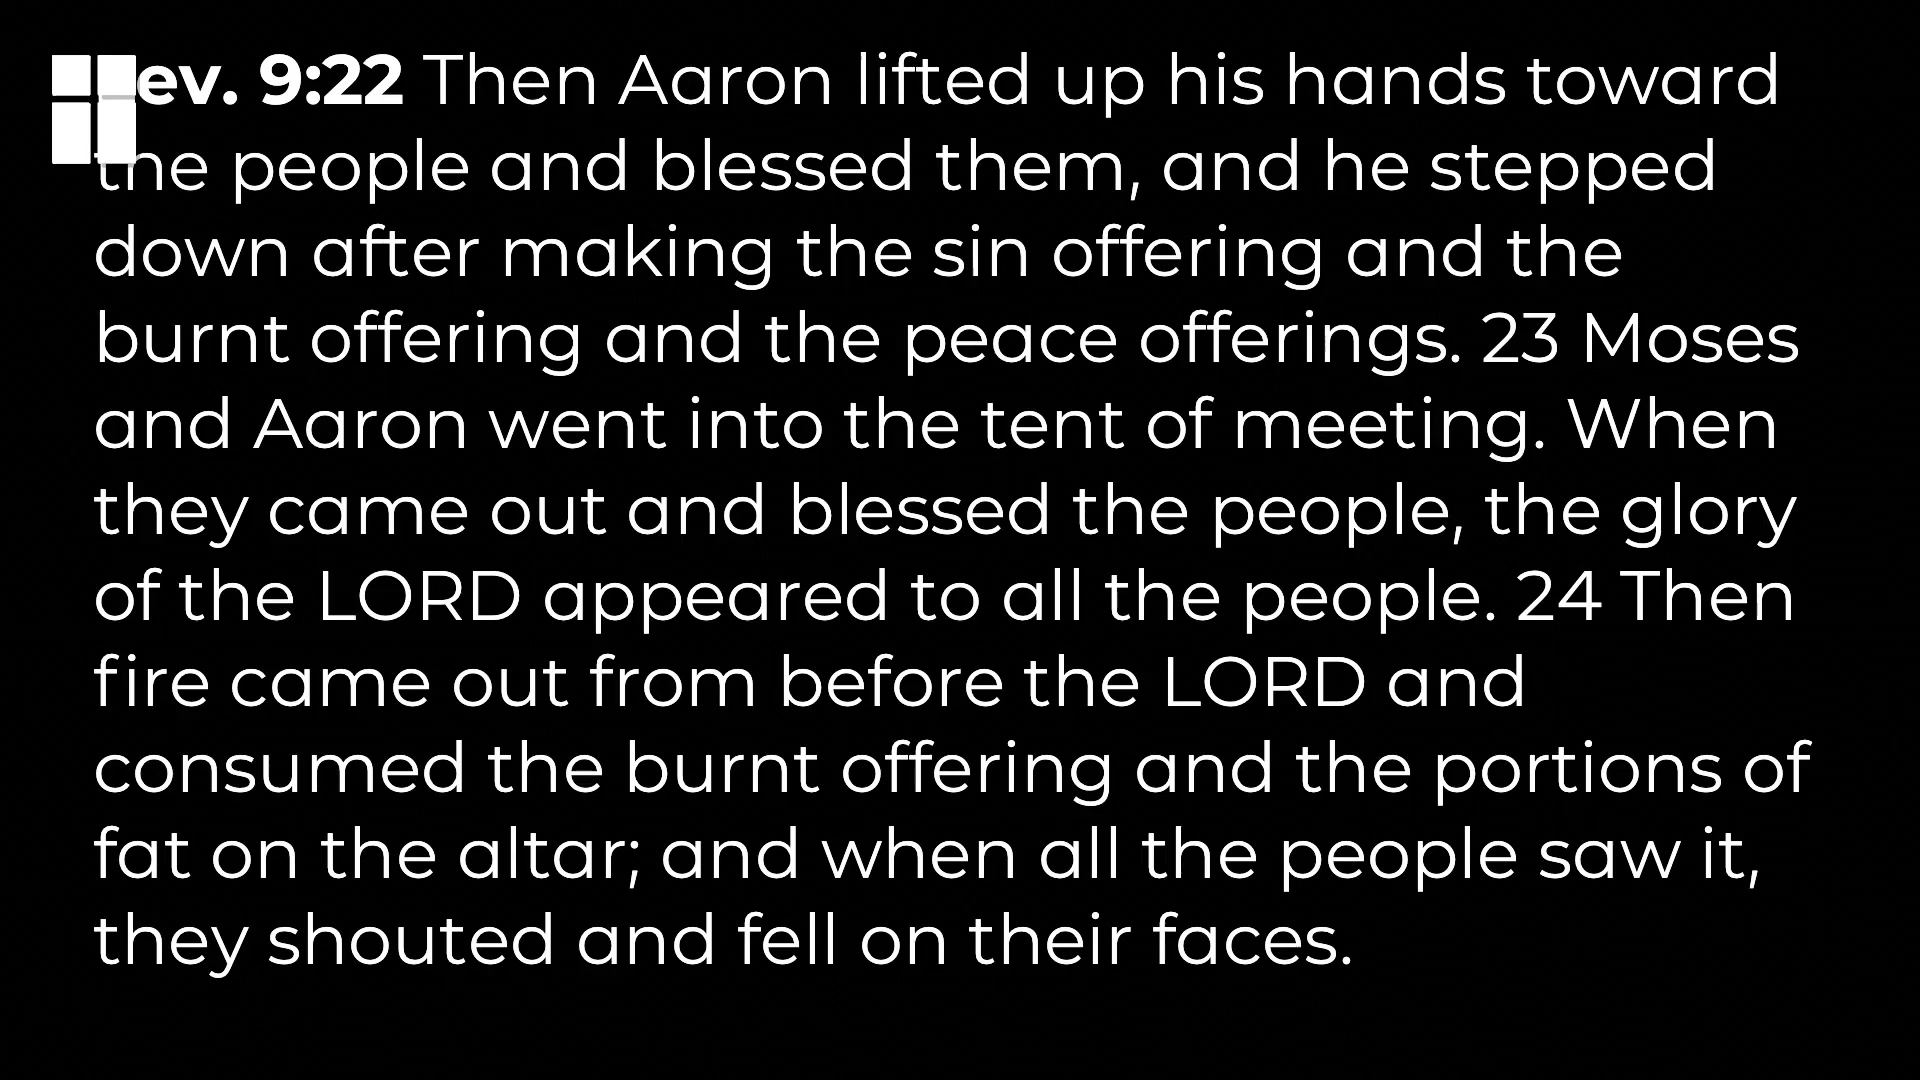 ev. 9:22 Then Aaron lifted up his hands toward
the people and blessed them, and he stepped
down after making the sin offering and the
burnt offering and the peace offerings. 23 Moses
and Aaron went into the tent of meeting. When
they came out and blessed the people, the glory
of the LORD appeared to all the people. 24 Then
fire came out from before the LORD and
consumed the burnt offering and the portions of
fat on the altar; and when all the people saw it,
they shouted and fell on their faces.